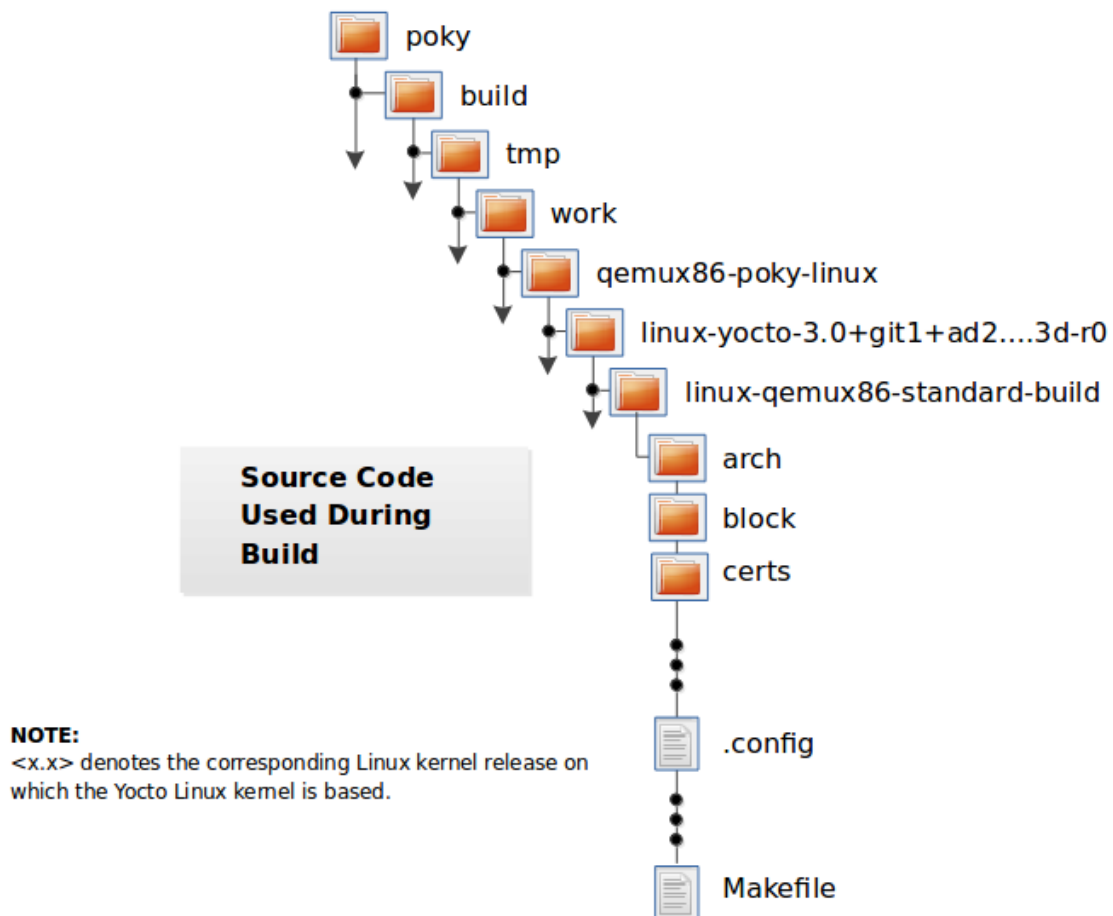 poky
build
tmp
work
qemux86-poky-linux
linux-yocto-3.0+git1+ad2....3d-r0
linux-qemux86-standard-build
arch
Source Code
Used During
Build
block
certs
NOTE:
<x.x> denotes the corresponding Linux kernel release on
which the Yocto Linux kernel is based.
.config
Makefile